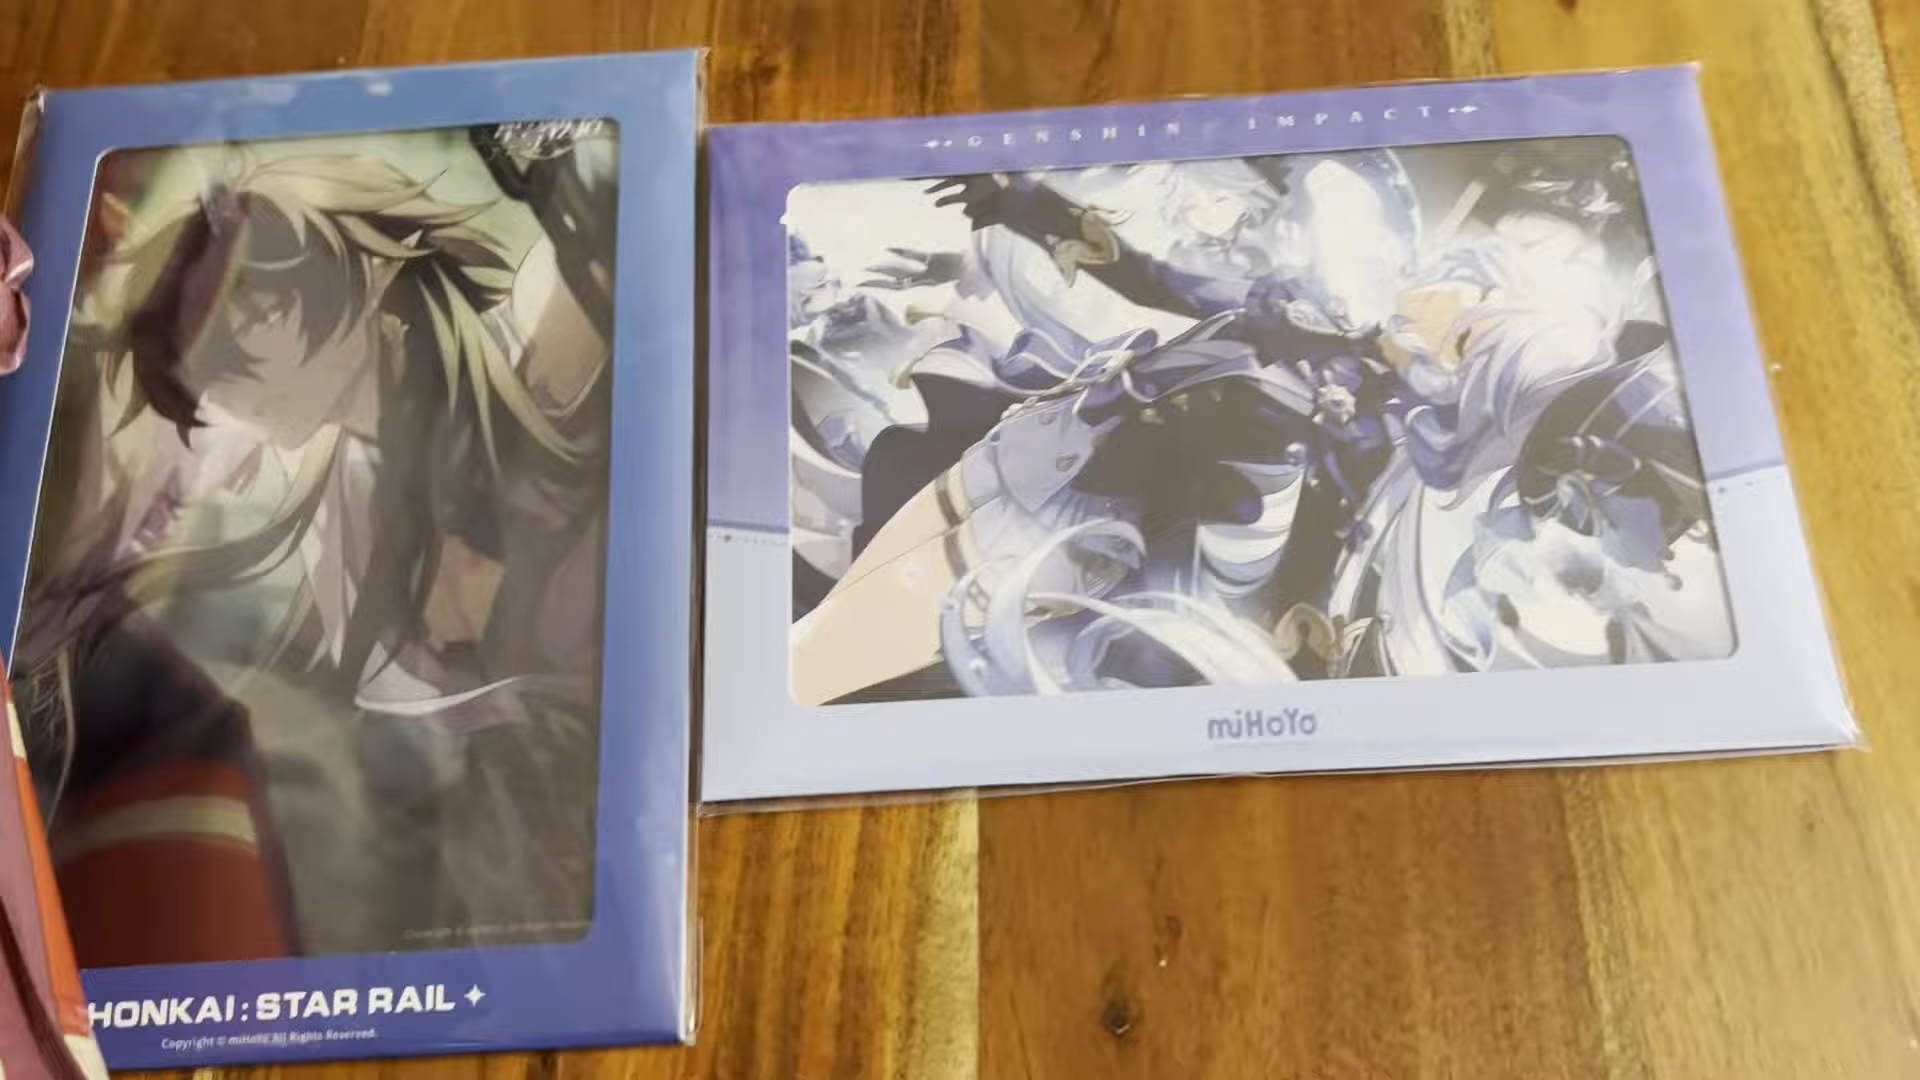 HONKAI : STAR RAIL
Copyright © miHoYo All Rights Reserved.
GENSHIN IMPACT
miHoYo